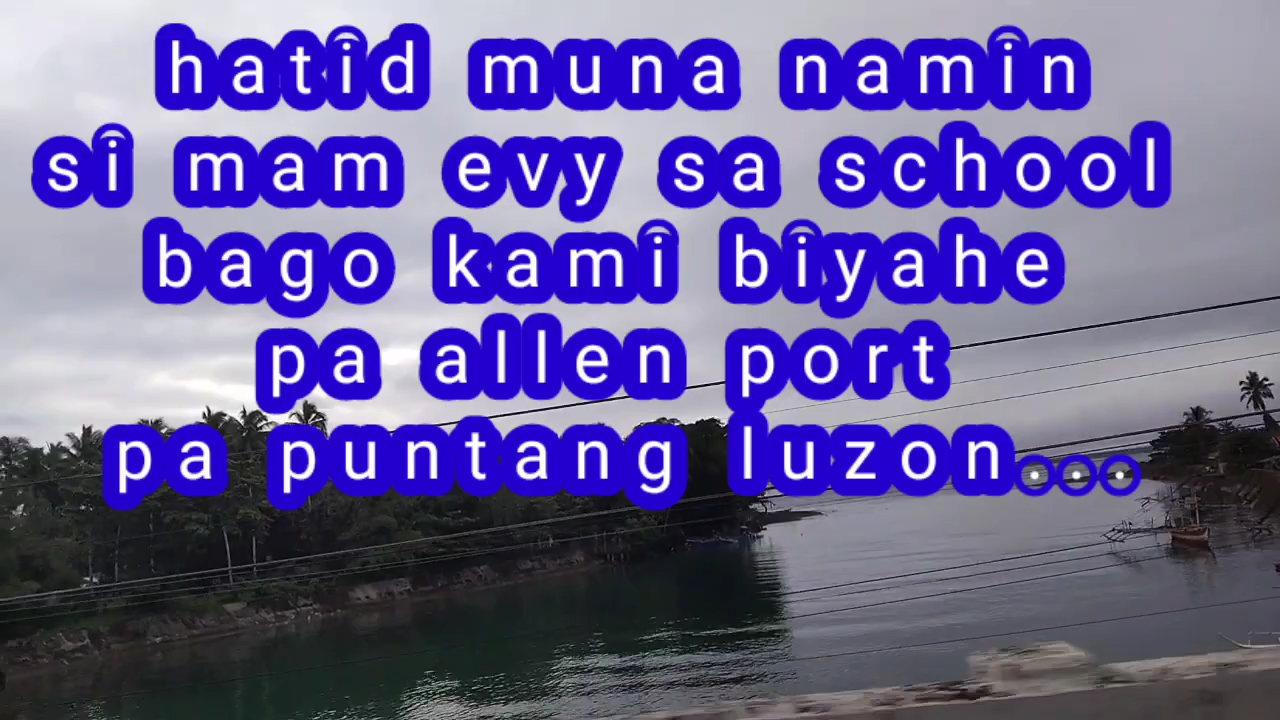 hatid muna namin
si mam evy sa school
bago kami biyahe
pa allen port
pa puntang luzon...